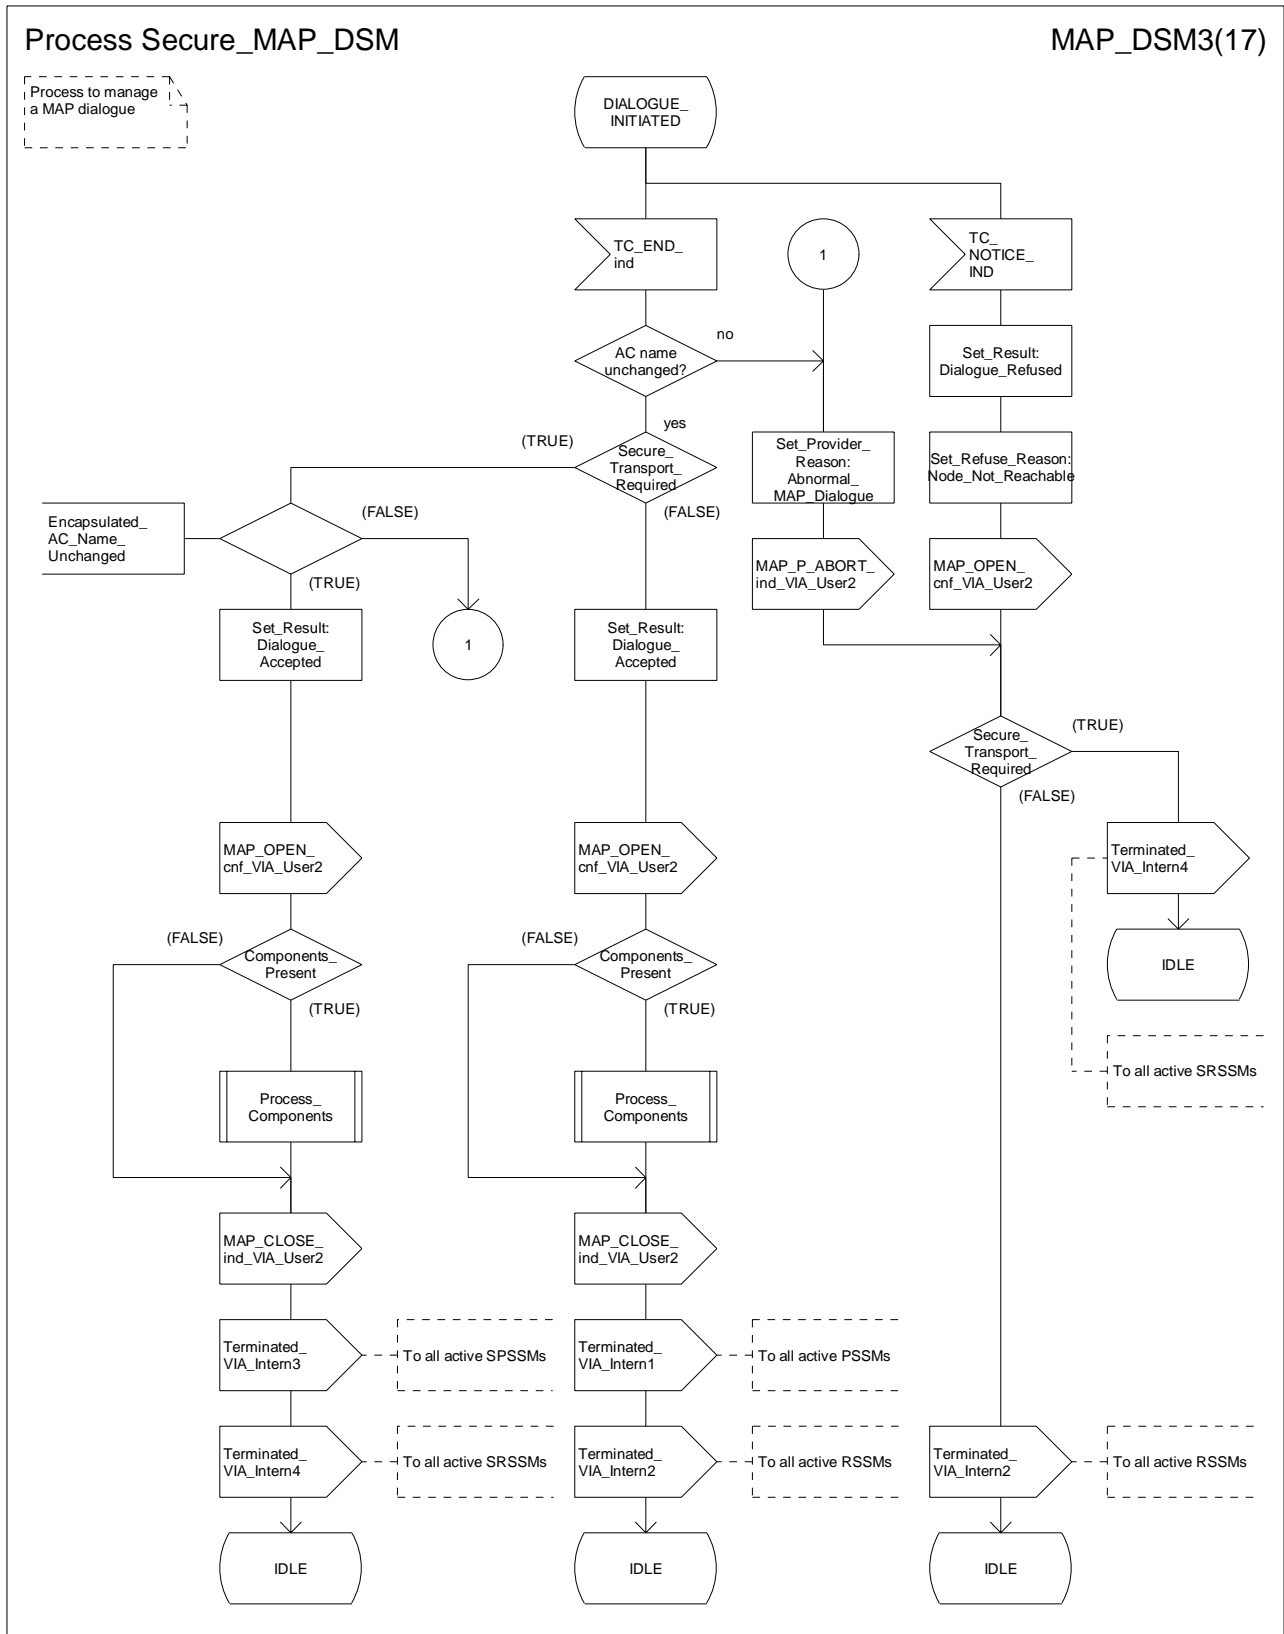 Process Secure_MAP_DSM
MAP_DSM3(17)
Process to manage
a MAP dialogue
DIALOGUE_
INITIATED
TC_END_
ind
1
TC_
NOTICE_
IND
AC name
unchanged?
no
yes
Set_Result:
Dialogue_Refused
(TRUE)
Secure_
Transport_
Required
(FALSE)
Set_Provider_
Reason:
Abnormal_
MAP_Dialogue
Set_Refuse_Reason:
Node_Not_Reachable
Encapsulated_
AC_Name_
Unchanged
(FALSE)
(TRUE)
MAP_P_ABORT_
ind_VIA_User2
MAP_OPEN_
cnf_VIA_User2
Set_Result:
Dialogue_
Accepted
1
Set_Result:
Dialogue_
Accepted
Secure_
Transport_
Required
(TRUE)
(FALSE)
MAP_OPEN_
cnf_VIA_User2
MAP_OPEN_
cnf_VIA_User2
Terminated_
VIA_Intern4
(FALSE)
Components_
Present
(TRUE)
(FALSE)
Components_
Present
(TRUE)
IDLE
To all active SRSSMs
Process_
Components
Process_
Components
MAP_CLOSE_
ind_VIA_User2
MAP_CLOSE_
ind_VIA_User2
Terminated_
VIA_Intern3
To all active SPSSMs
Terminated_
VIA_Intern1
To all active PSSMs
Terminated_
VIA_Intern4
To all active SRSSMs
Terminated_
VIA_Intern2
To all active RSSMs
Terminated_
VIA_Intern2
To all active RSSMs
IDLE
IDLE
IDLE